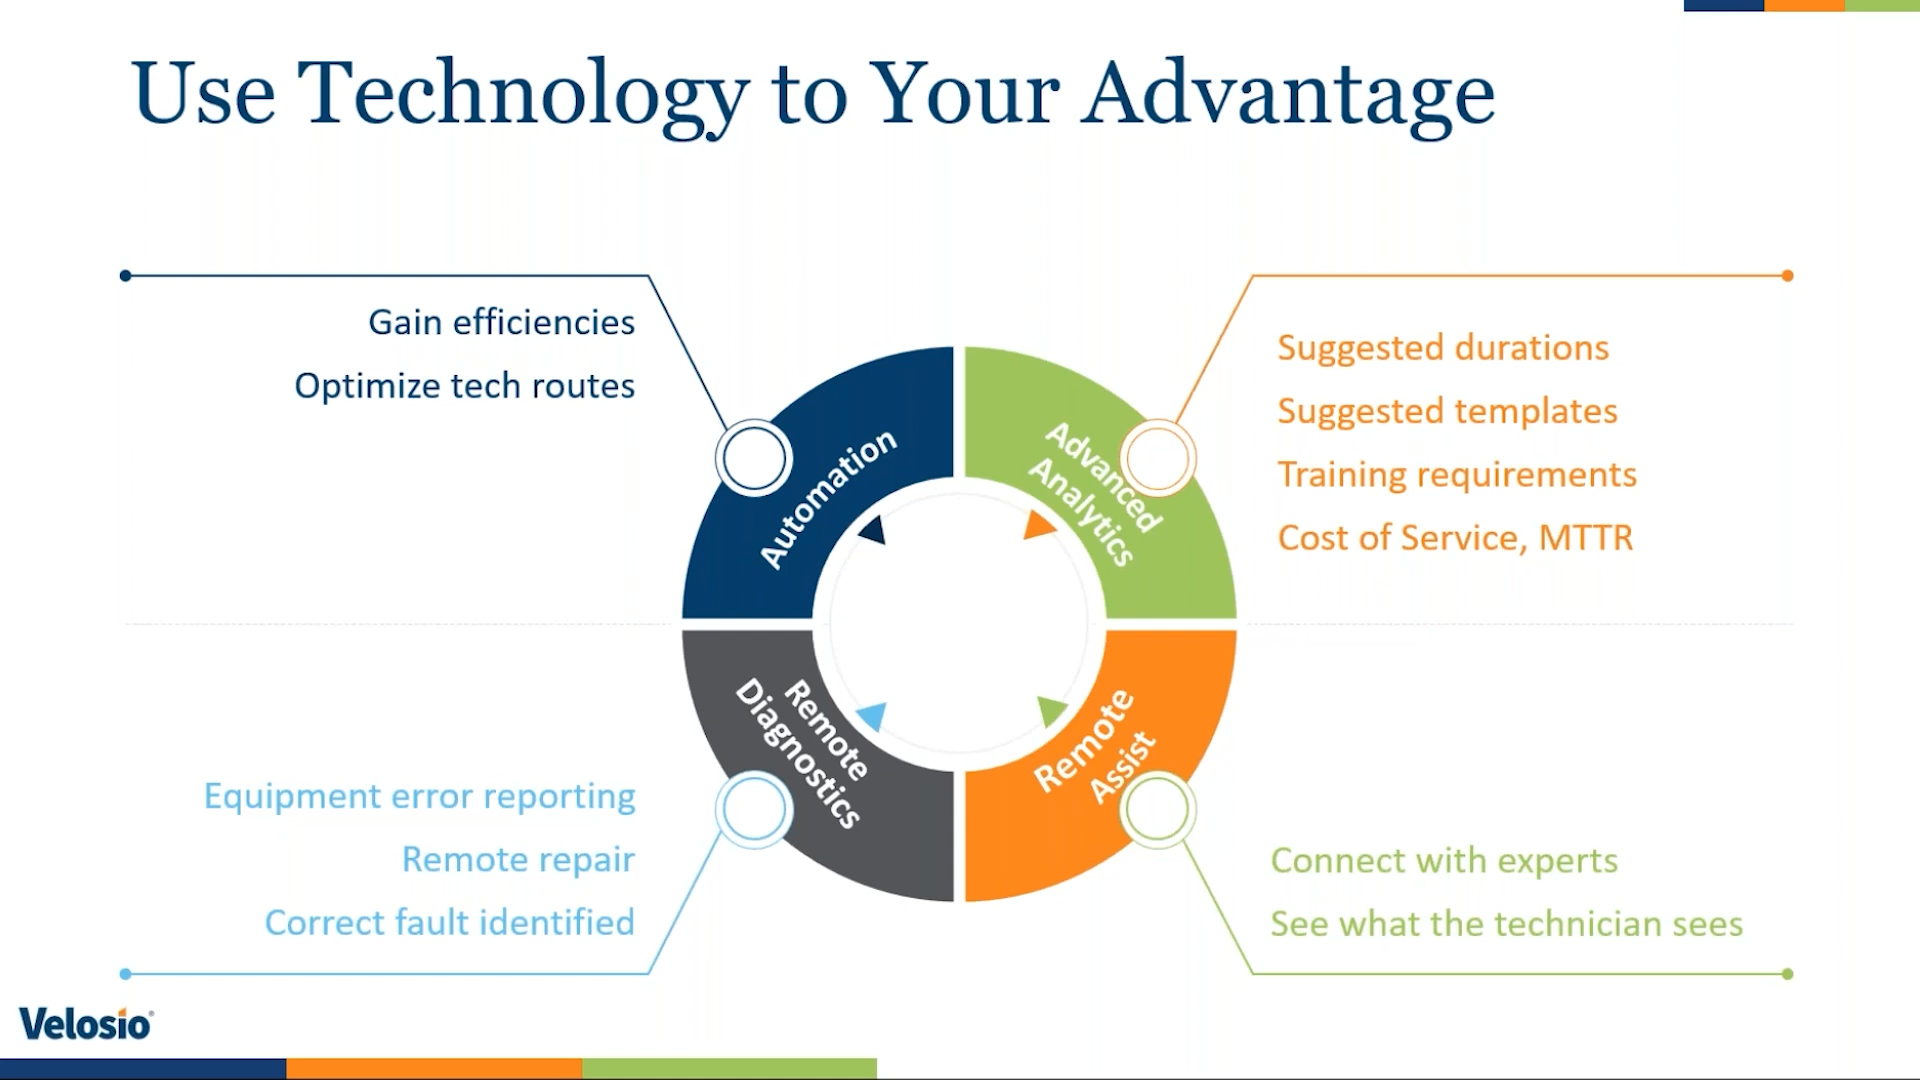 Use Technology to Your Advantage
Gain efficiencies
Optimize tech routes
Suggested durations
Suggested templates
Training requirements
Cost of Service, MTTR
Automation
Advanced
Analytics
Remote
Diagnostics
Remote
Assist
Equipment error reporting
Remote repair
Correct fault identified
Connect with experts
See what the technician sees
Velosio